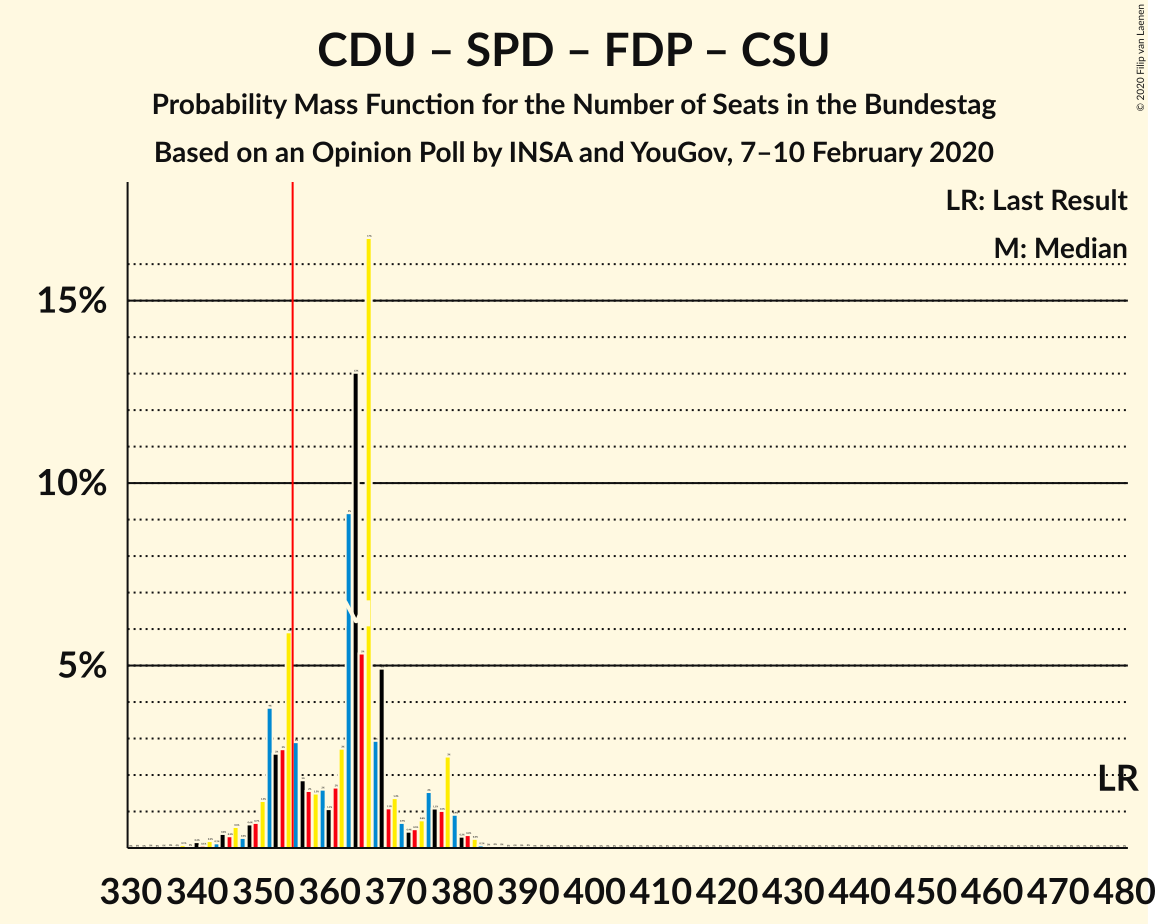 CDU – SPD – FDP – CSU
Probability Mass Function for the Number of Seats in the Bundestag
Based on an Opinion Poll by INSA and YouGov, 7–10 February 2020
© 2020 Filip van Laenen
LR: Last Result
M: Median
15%
10%
5%
M
LR
330 340 350 360 370 380 390 400 410 420 430 440 450 460 470 480